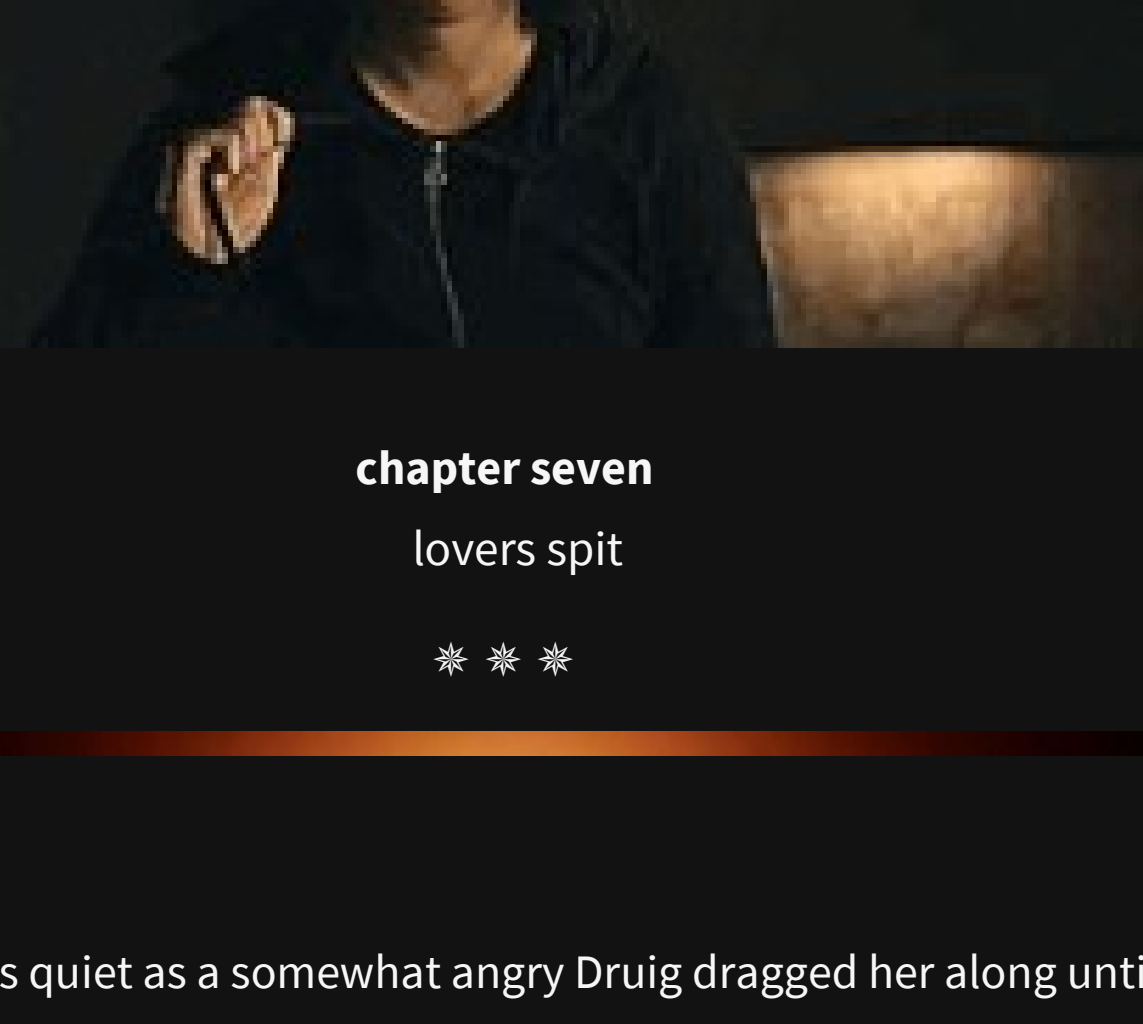 chapter seven
lovers spit
✵ ✵ ✵
s quiet as a somewhat angry Druig dragged her along unti